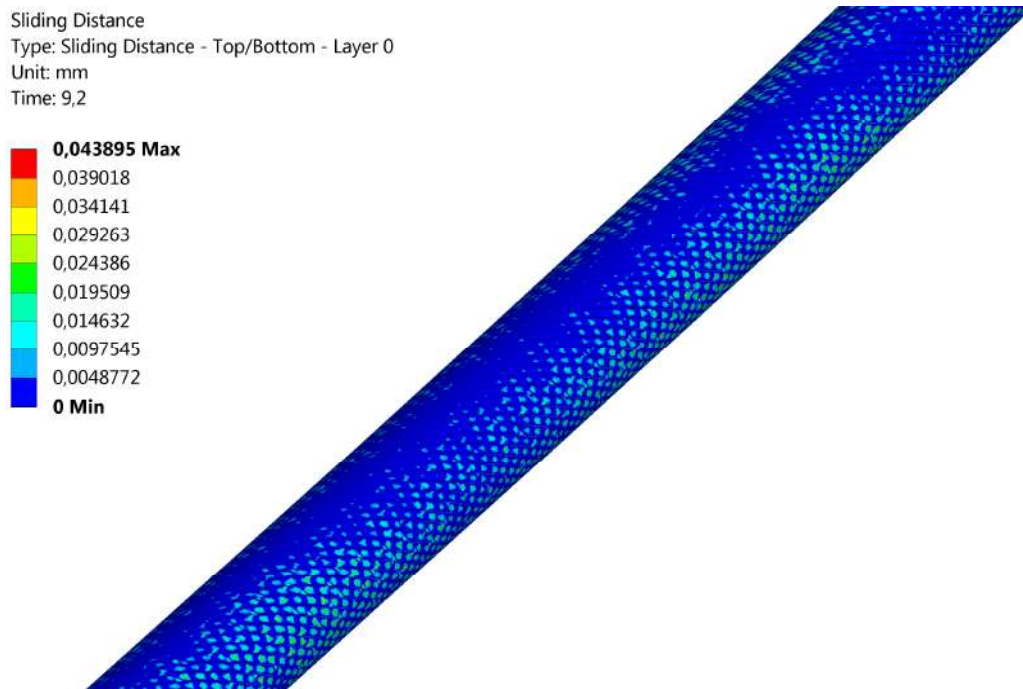 Sliding Distance
Type: Sliding Distance - Top/Bottom - Layer 0
Unit: mm
Time: 9,2
0,043895 Max
0,039018
0,034141
0,029263
0,024386
0,019509
0,014632
0,0097545
0,0048772
0 Min